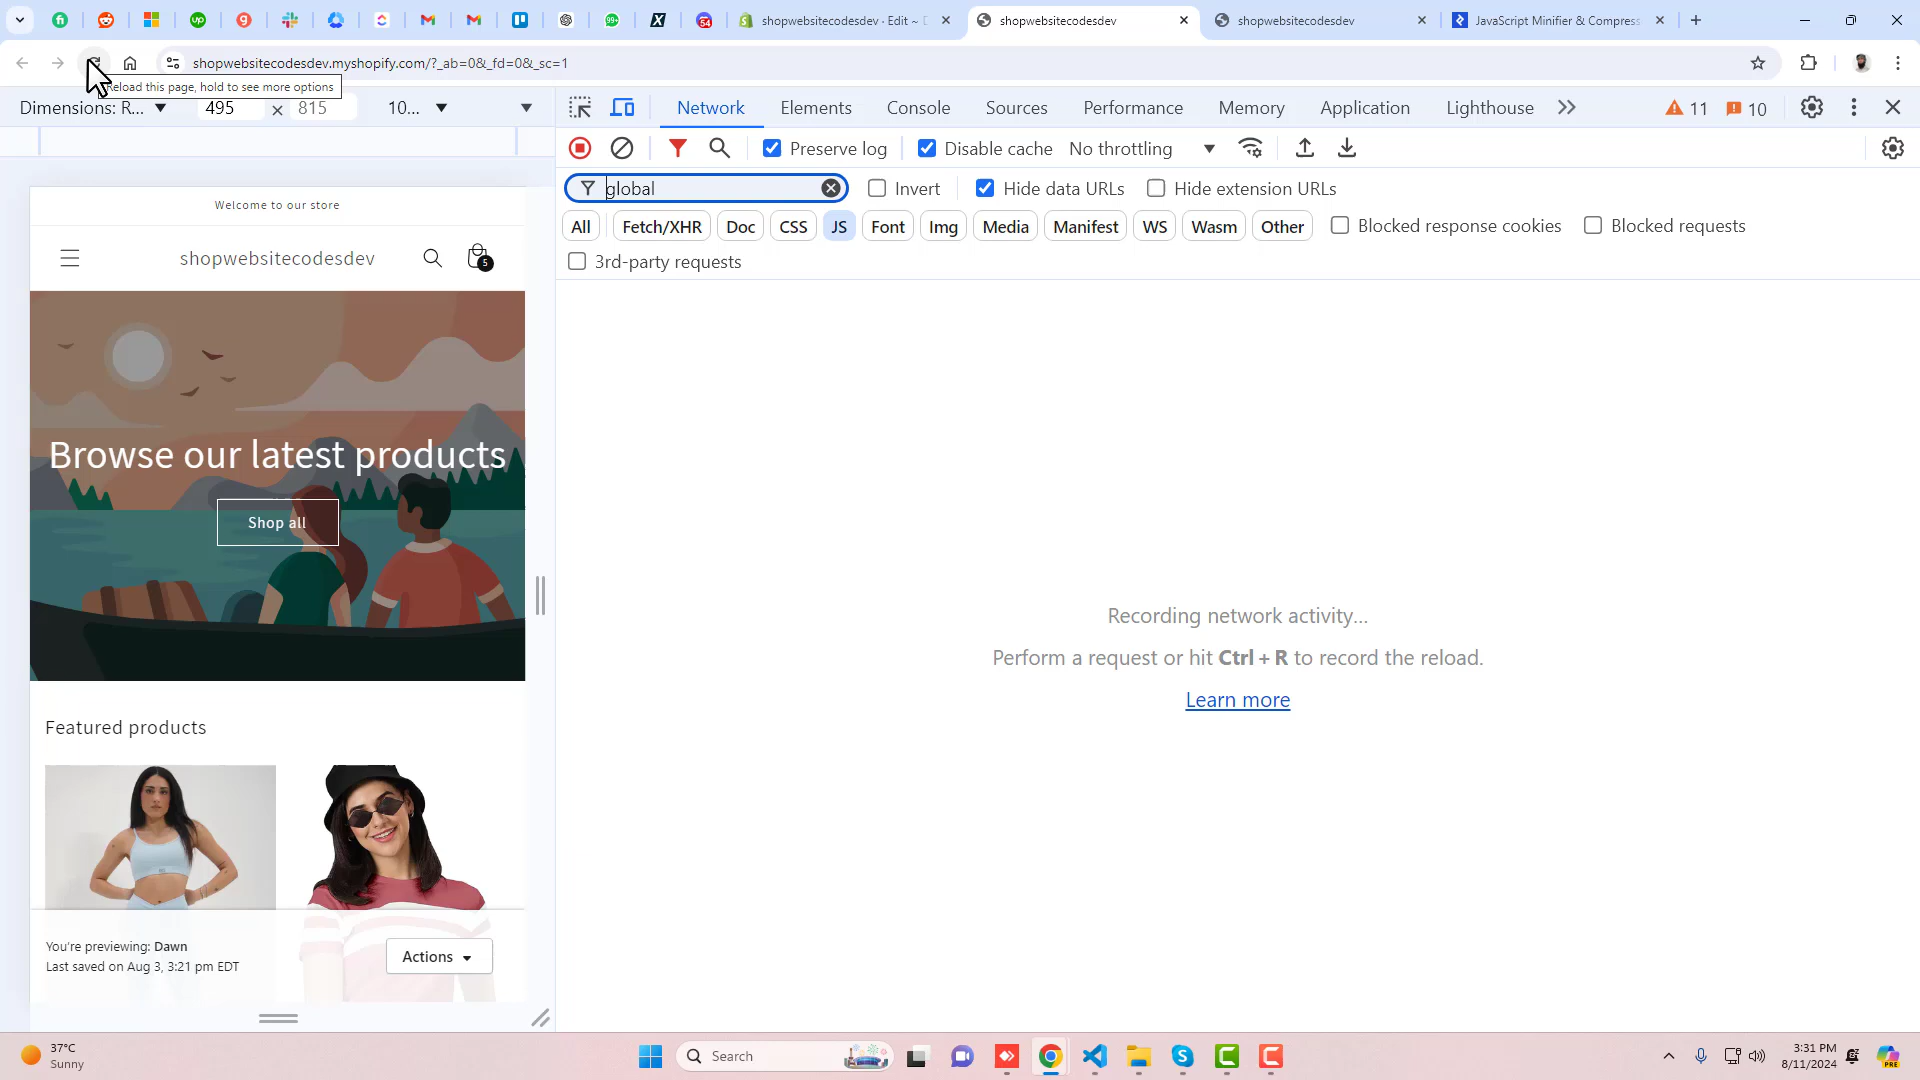 shopwebsitecodesdev - Edit ~ D
shopwebsitecodesdev
shopwebsitecodesdev
JavaScript Minifier & Compress
shopwebsitecodesdev.myshopify.com/?_ab=0&_fd=0&_sc=1
Reload this page, hold to see more options
Dimensions: R... 495 × 815 10...
Network Elements Console Sources Performance Memory Application Lighthouse 11 10
Preserve log Disable cache No throttling
global Invert Hide data URLs Hide extension URLs
All Fetch/XHR Doc CSS JS Font Img Media Manifest WS Wasm Other Blocked response cookies Blocked requests
3rd-party requests
Welcome to our store
shopwebsitecodesdev 5
Browse our latest products
Shop all
Featured products
You're previewing: Dawn
Last saved on Aug 3, 3:21 pm EDT
Actions
Recording network activity...
Perform a request or hit Ctrl + R to record the reload.
Learn more
37°C
Sunny
Search
3:31 PM
8/11/2024